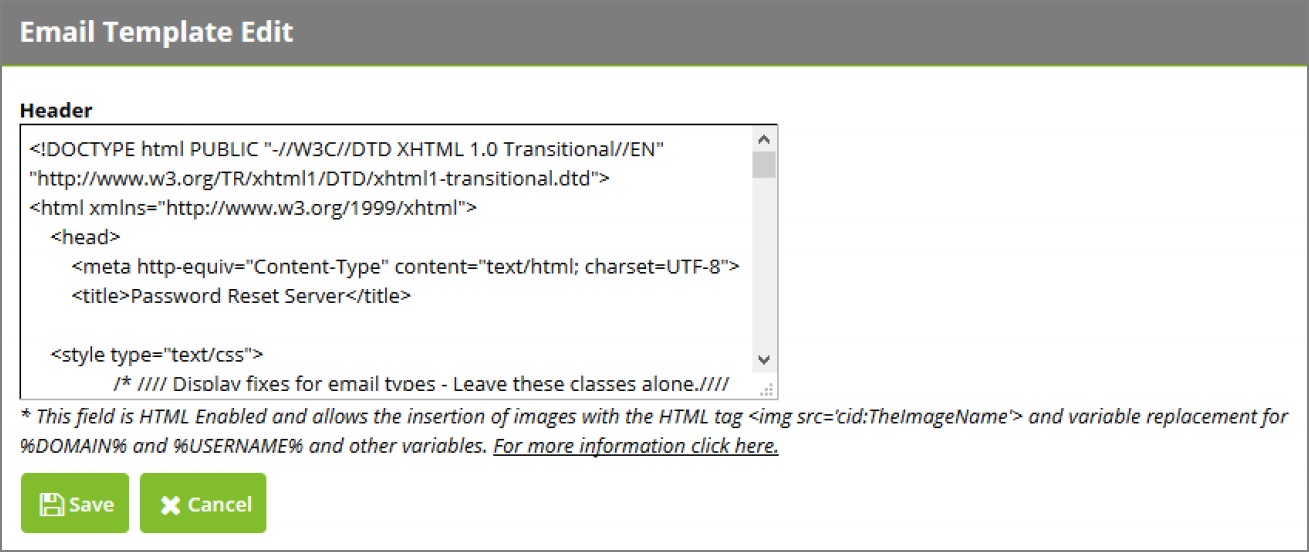 Email Template Edit
Header
<!DOCTYPE html PUBLIC "-//W3C//DTD XHTML 1.0 Transitional//EN"
"http://www.w3.org/TR/xhtml1/DTD/xhtml1-transitional.dtd">
<html xmlns="http://www.w3.org/1999/xhtml">
<head>
<meta http-equiv="Content-Type" content="text/html; charset=UTF-8">
<title>Password Reset Server</title>
<style type="text/css">
/* //// Display fixes for email types - Leave these classes alone.////
* This field is HTML Enabled and allows the insertion of images with the HTML tag <img src='cid:TheImageName'> and variable replacement for
%DOMAIN% and %USERNAME% and other variables. For more information click here.
Save
Cancel